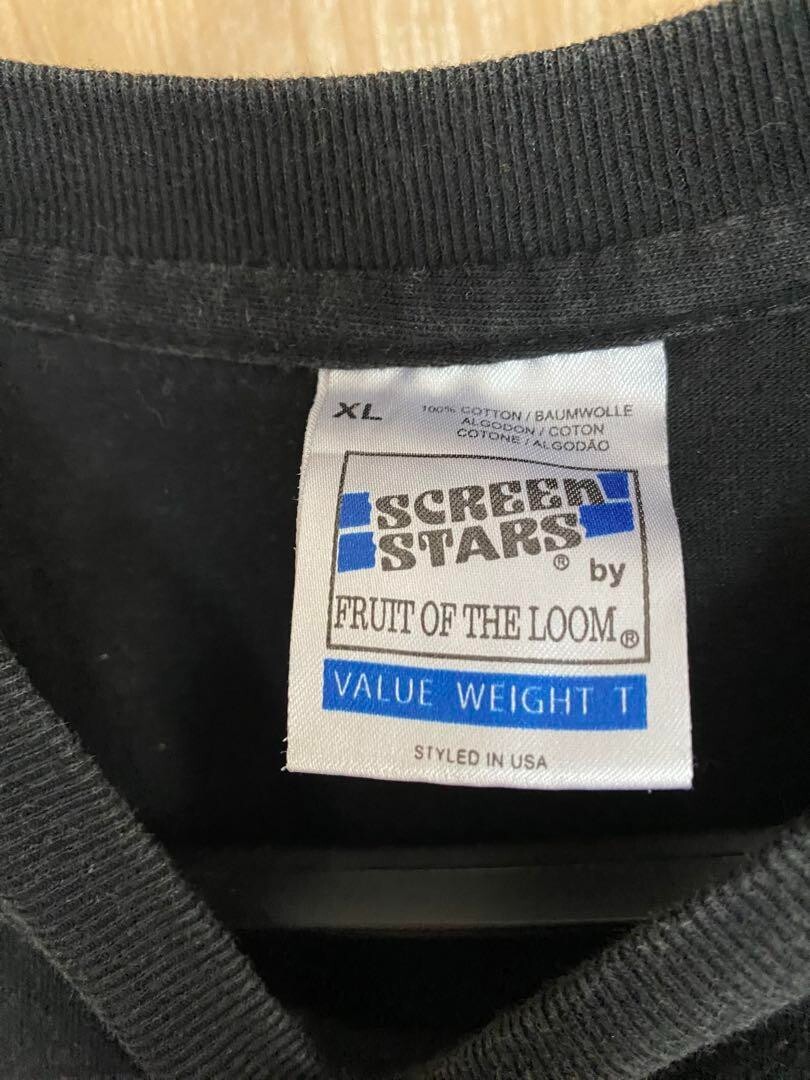 XL
100% COTTON / BAUMWOLLE
ALGODON / COTON
COTONE / ALGODÃO
SCREEN
STARS®
by
FRUIT OF THE LOOM®
VALUE WEIGHT T
STYLED IN USA